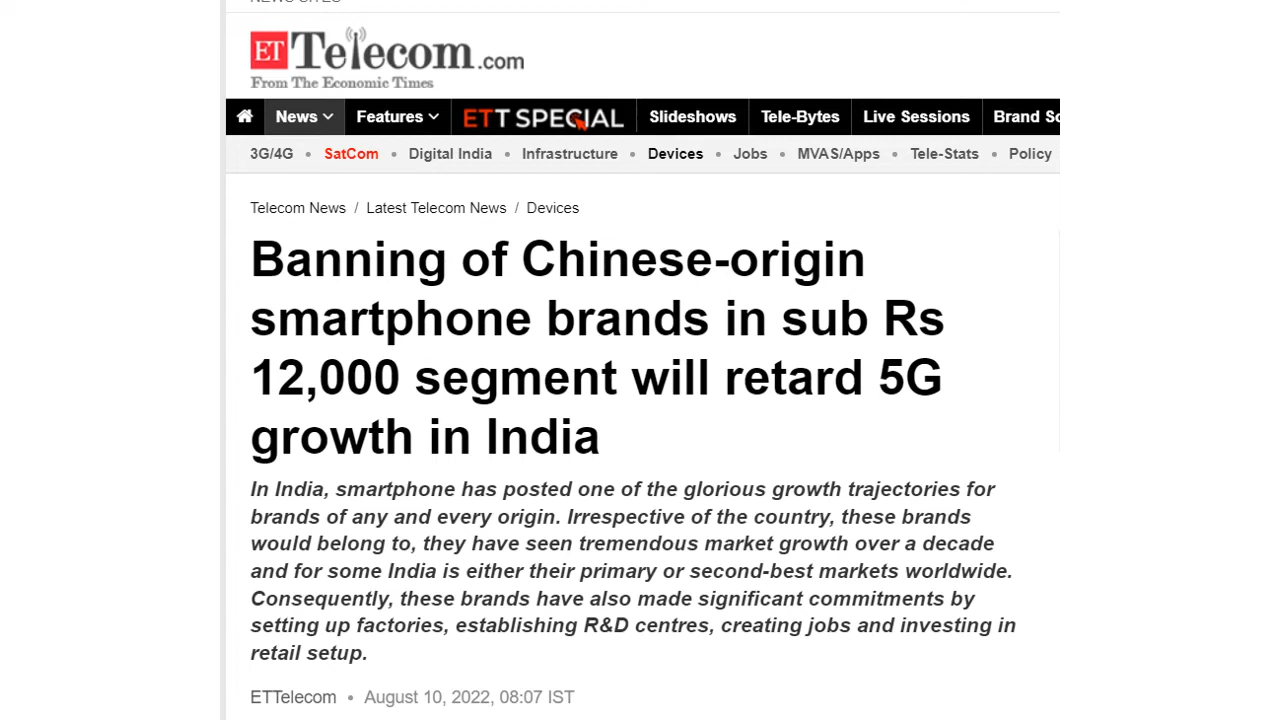 NEWS SITES
ET Telecom.com
From The Economic Times
News Features ETT SPECIAL Slideshows Tele-Bytes Live Sessions Brand So
3G/4G • SatCom • Digital India • Infrastructure • Devices • Jobs • MVAS/Apps • Tele-Stats • Policy
Telecom News / Latest Telecom News / Devices
Banning of Chinese-origin
smartphone brands in sub Rs
12,000 segment will retard 5G
growth in India
In India, smartphone has posted one of the glorious growth trajectories for
brands of any and every origin. Irrespective of the country, these brands
would belong to, they have seen tremendous market growth over a decade
and for some India is either their primary or second-best markets worldwide.
Consequently, these brands have also made significant commitments by
setting up factories, establishing R&D centres, creating jobs and investing in
retail setup.
ETTelecom • August 10, 2022, 08:07 IST